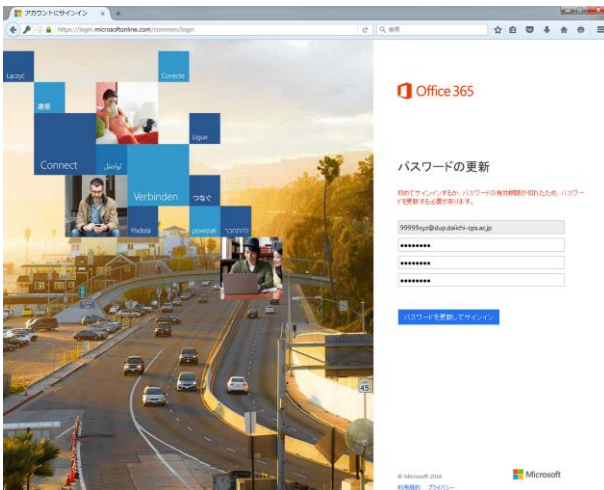 アカウントにサインイン
https://login.microsoftonline.com/common/login
検索
Łączyć
Conecte
連接
Ligue
Connect
تواصل
Verbinden
つなぐ
Yhdistä
povezati
להתחבר
45
Office 365
パスワードの更新
初めてサインインするか、パスワードの有効期限が切れたため、パスワー
ドを更新する必要があります。
99999xyz@dup.daiichi-cps.ac.jp
パスワードを更新してサインイン
© Microsoft 2016
利用規約 プライバシー
Microsoft